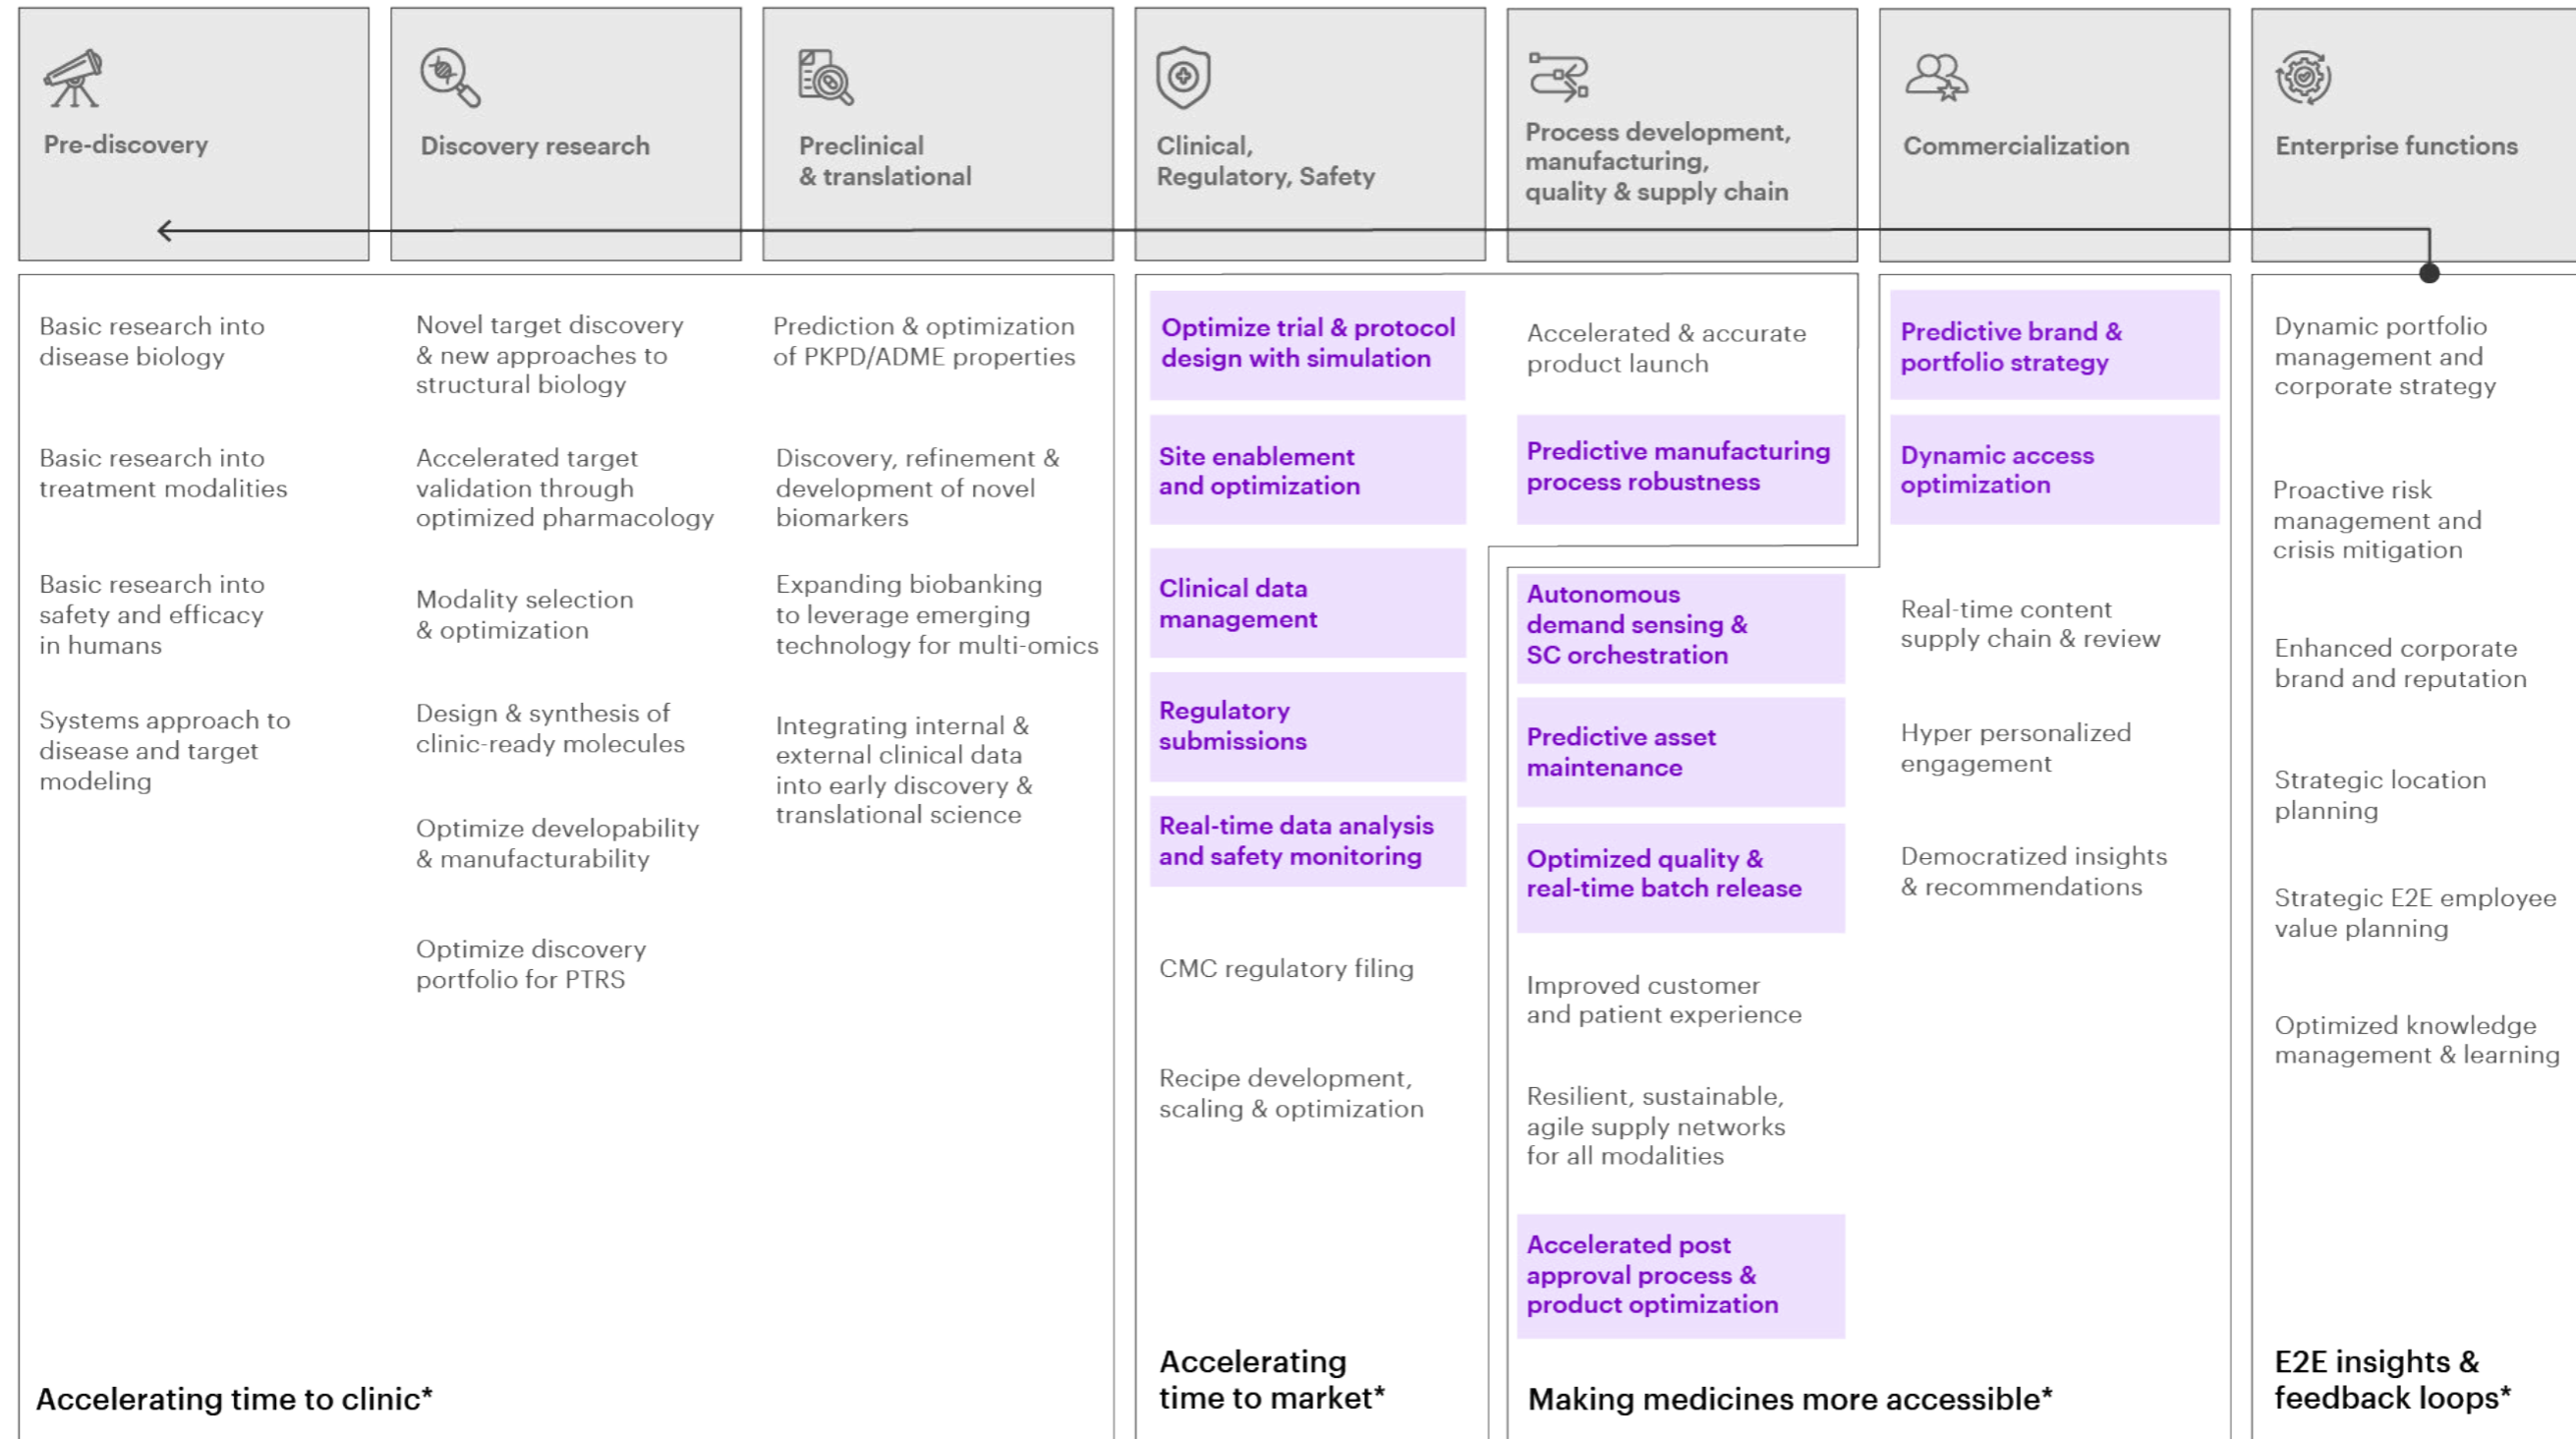 Pre-discovery
Discovery research
Preclinical
& translational
Clinical,
Regulatory, Safety
Process development,
manufacturing,
quality & supply chain
Commercialization
Enterprise functions
Basic research into
disease biology
Basic research into
treatment modalities
Basic research into
safety and efficacy
in humans
Systems approach to
disease and target
modeling
Novel target discovery
& new approaches to
structural biology
Accelerated target
validation through
optimized pharmacology
Modality selection
& optimization
Design & synthesis of
clinic-ready molecules
Optimize developability
& manufacturability
Optimize discovery
portfolio for PTRS
Prediction & optimization
of PKPD/ADME properties
Discovery, refinement &
development of novel
biomarkers
Expanding biobanking
to leverage emerging
technology for multi-omics
Integrating internal &
external clinical data
into early discovery &
translational science
Accelerating time to clinic*
Optimize trial & protocol
design with simulation
Site enablement
and optimization
Clinical data
management
Regulatory
submissions
Real-time data analysis
and safety monitoring
CMC regulatory filing
Recipe development,
scaling & optimization
Accelerating
time to market*
Accelerated & accurate
product launch
Predictive manufacturing
process robustness
Autonomous
demand sensing &
SC orchestration
Predictive asset
maintenance
Optimized quality &
real-time batch release
Improved customer
and patient experience
Resilient, sustainable,
agile supply networks
for all modalities
Accelerated post
approval process &
product optimization
Predictive brand &
portfolio strategy
Dynamic access
optimization
Real-time content
supply chain & review
Hyper personalized
engagement
Democratized insights
& recommendations
Making medicines more accessible*
Dynamic portfolio
management and
corporate strategy
Proactive risk
management and
crisis mitigation
Enhanced corporate
brand and reputation
Strategic location
planning
Strategic E2E employee
value planning
Optimized knowledge
management & learning
E2E insights &
feedback loops*